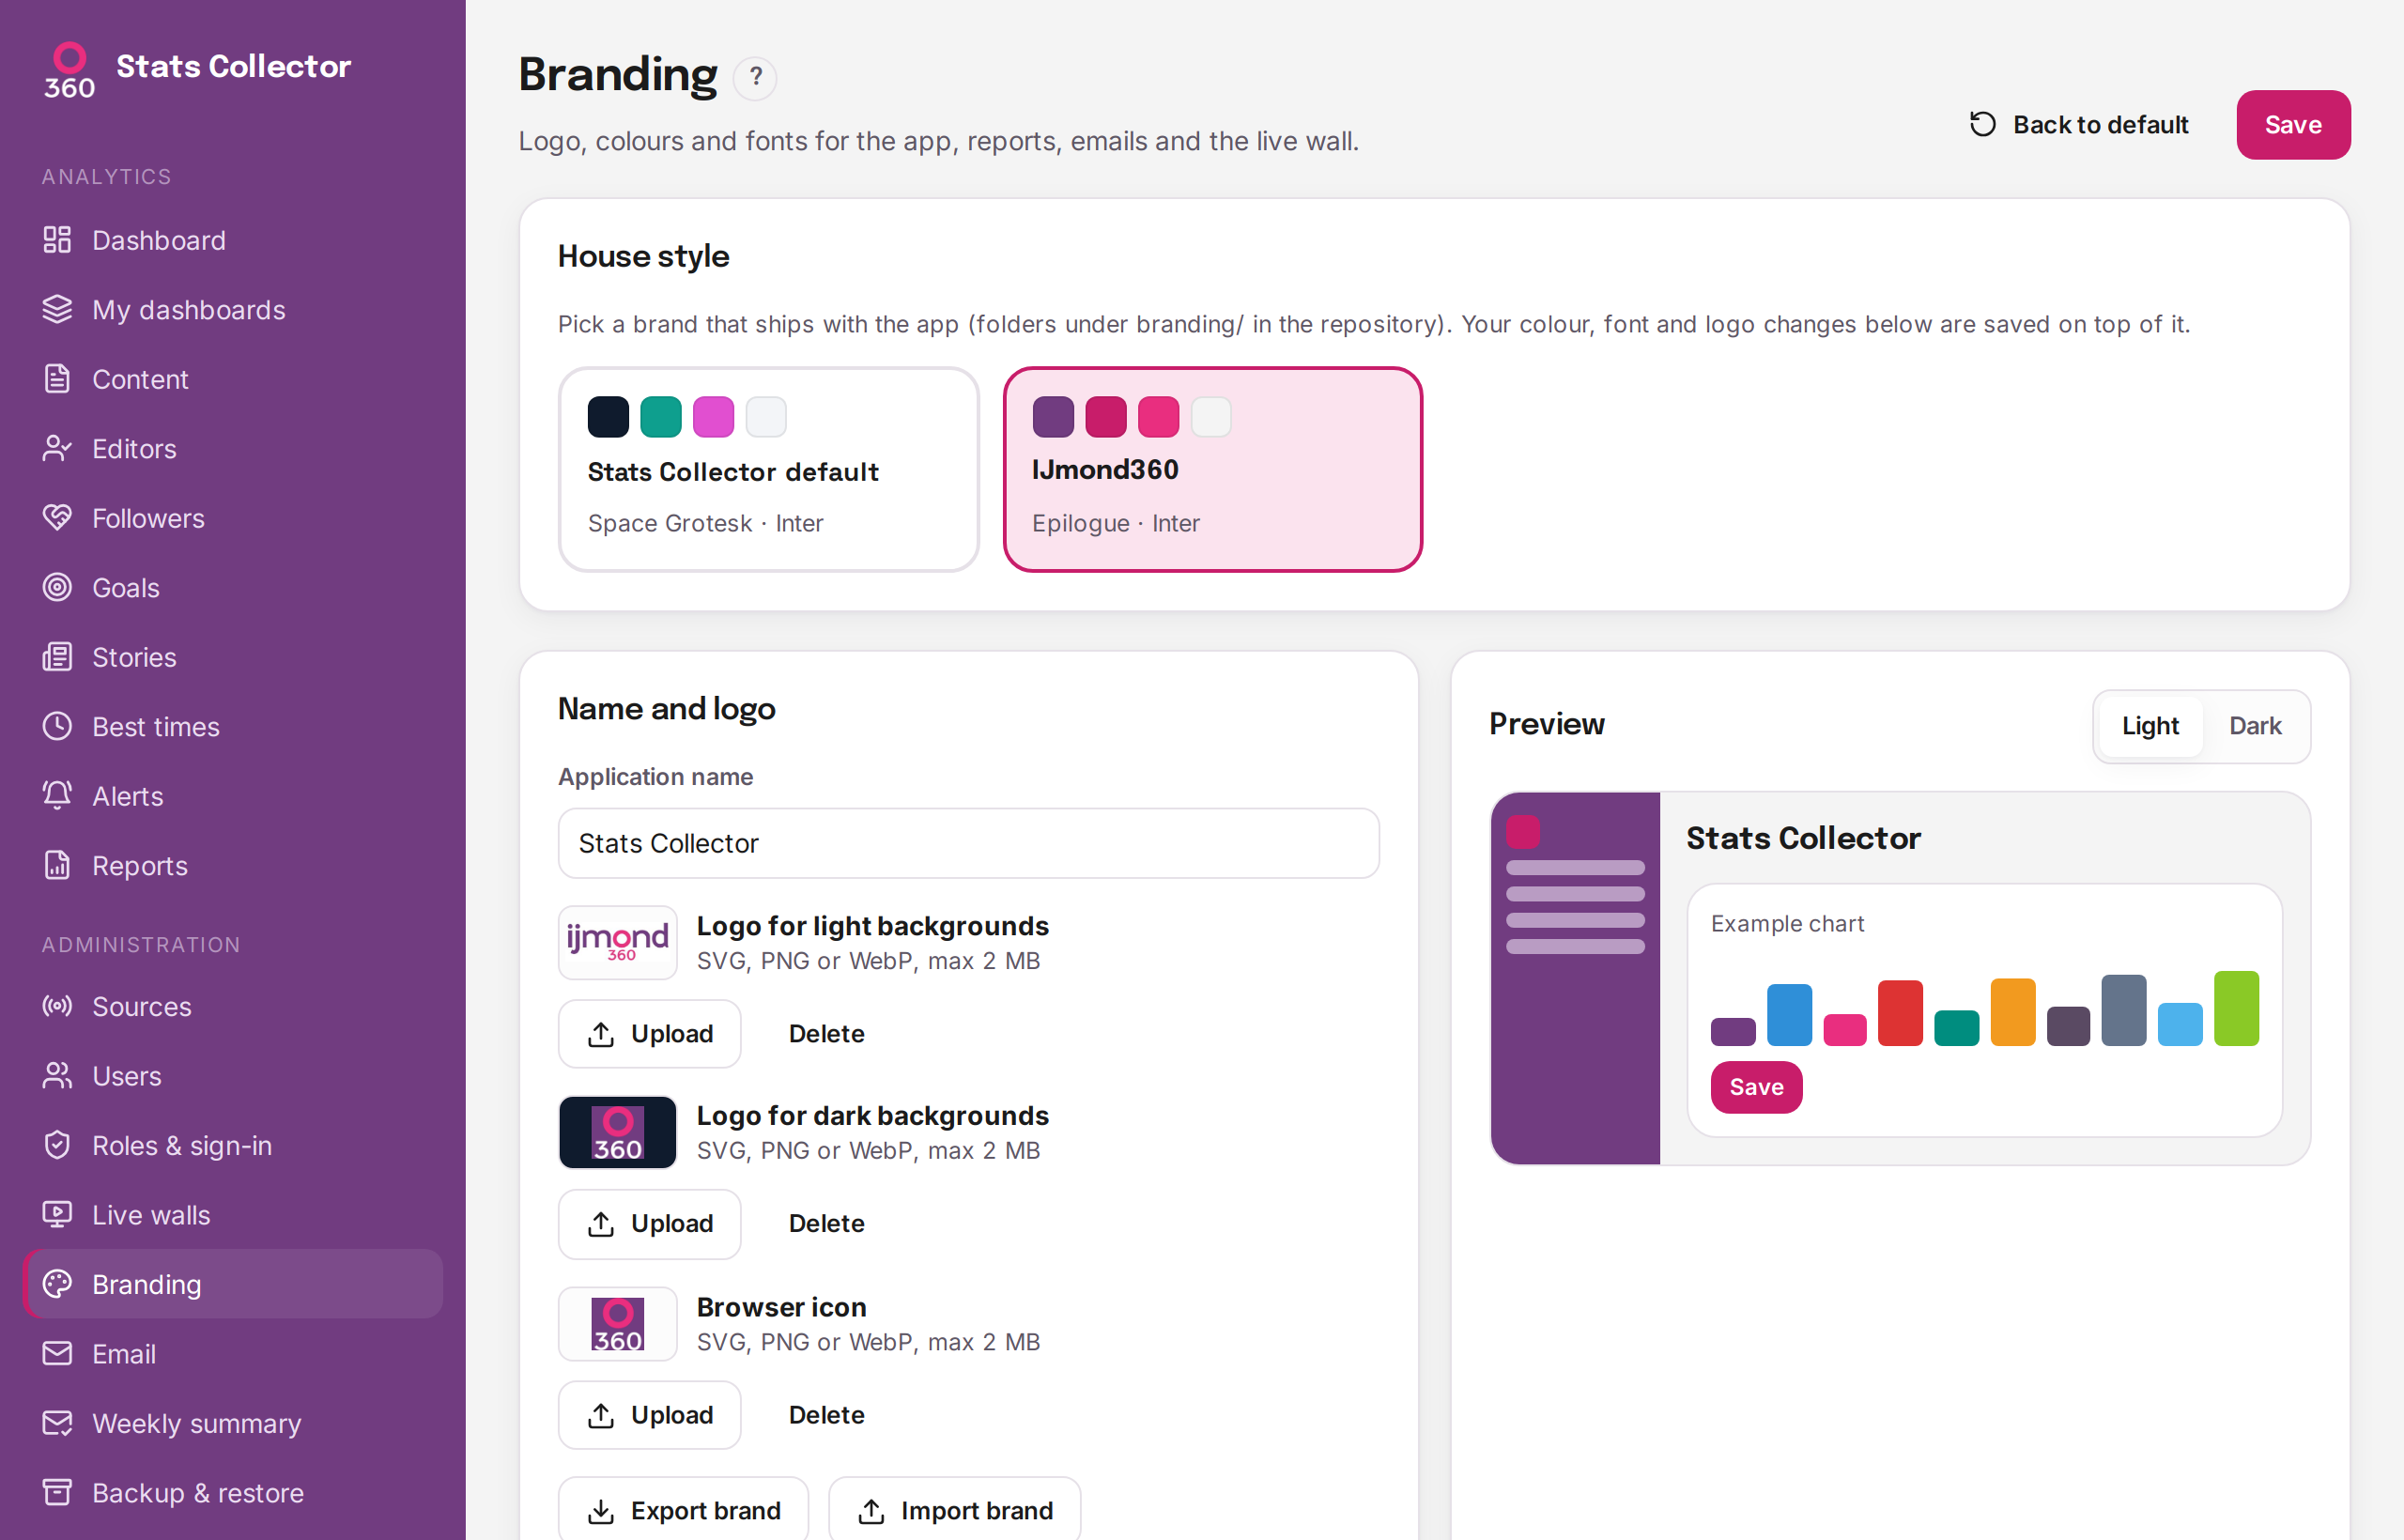 360
Stats Collector
ANALYTICS
Dashboard
My dashboards
Content
Editors
Followers
Goals
Stories
Best times
Alerts
Reports
ADMINISTRATION
Sources
Users
Roles & sign-in
Live walls
Branding
Email
Weekly summary
Backup & restore
Branding ?
Logo, colours and fonts for the app, reports, emails and the live wall.
Back to default
Save
House style
Pick a brand that ships with the app (folders under branding/ in the repository). Your colour, font and logo changes below are saved on top of it.
Stats Collector default
Space Grotesk · Inter
IJmond360
Epilogue · Inter
Name and logo
Application name
Stats Collector
ijmond
360
Logo for light backgrounds
SVG, PNG or WebP, max 2 MB
Upload
Delete
360
Logo for dark backgrounds
SVG, PNG or WebP, max 2 MB
Upload
Delete
360
Browser icon
SVG, PNG or WebP, max 2 MB
Upload
Delete
Export brand
Import brand
Preview
Light
Dark
Stats Collector
Example chart
Save